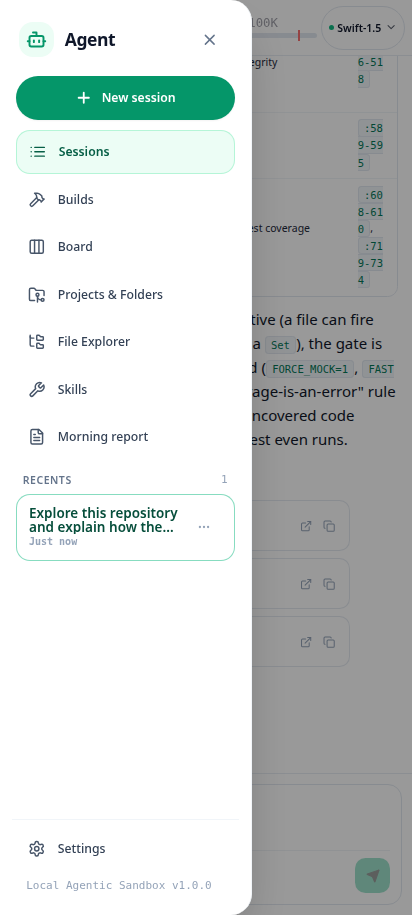 Agent
New session
Sessions
Builds
Board
Projects & Folders
File Explorer
Skills
Morning report
RECENTS 1
Explore this repository
and explain how the...
Just now
Settings
Local Agentic Sandbox v1.0.0
100K
Swift-1.5
egrity
6-51
8
:58
9-59
5
:60
8-61
est coverage
0,
:71
9-73
4
tive (a file can fire
a Set), the gate is
d (FORCE_MOCK=1, FAST
age-is-an-error" rule
ncovered code
est even runs.